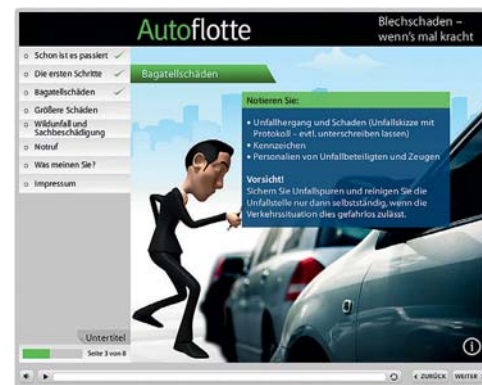 Autoflotte
Blechschaden –
wenn's mal kracht
Schon ist es passiert
Die ersten Schritte
Bagatellschäden
Größere Schäden
Wildunfall und
Sachbeschädigung
Notruf
Was meinen Sie?
Impressum
Bagatellschäden
Notieren Sie:
• Unfallhergang und Schaden (Unfallskizze mit
Protokoll – evtl. unterschreiben lassen)
• Kennzeichen
• Personalien von Unfallbeteiligten und Zeugen
Vorsicht!
Sichern Sie Unfallspuren und reinigen Sie die
Unfallstelle nur dann selbstständig, wenn die
Verkehrssituation dies gefahrlos zulässt.
Untertitel
Seite 3 von 8
‹ ZURÜCK WEITER